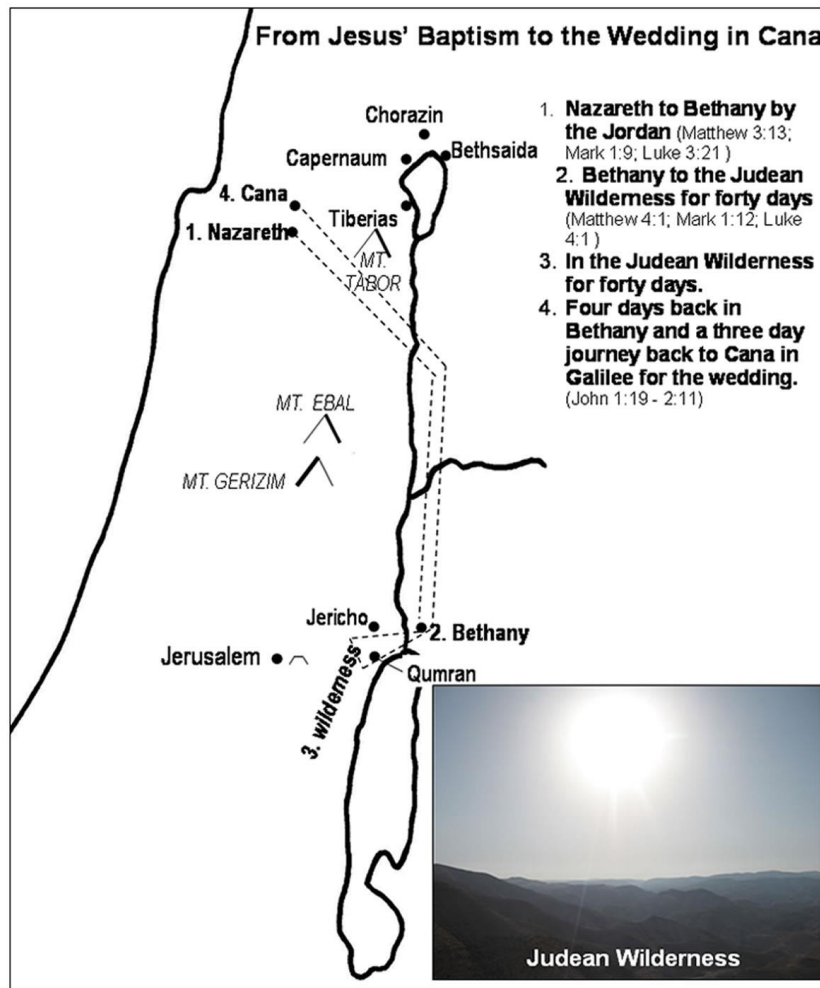 From Jesus' Baptism to the Wedding in Cana
Chorazin
Capernaum
Bethsaida
4. Cana
Tiberias
1. Nazareth
MT.
TABOR
1. Nazareth to Bethany by
the Jordan (Matthew 3:13;
Mark 1:9; Luke 3:21 )
2. Bethany to the Judean
Wilderness for forty days
(Matthew 4:1; Mark 1:12; Luke
4:1 )
3. In the Judean Wilderness
for forty days.
4. Four days back in
Bethany and a three day
journey back to Cana in
Galilee for the wedding.
(John 1:19 - 2:11)
MT. EBAL
MT. GERIZIM
Jericho
2. Bethany
Jerusalem
Qumran
3. wilderness
Judean Wilderness